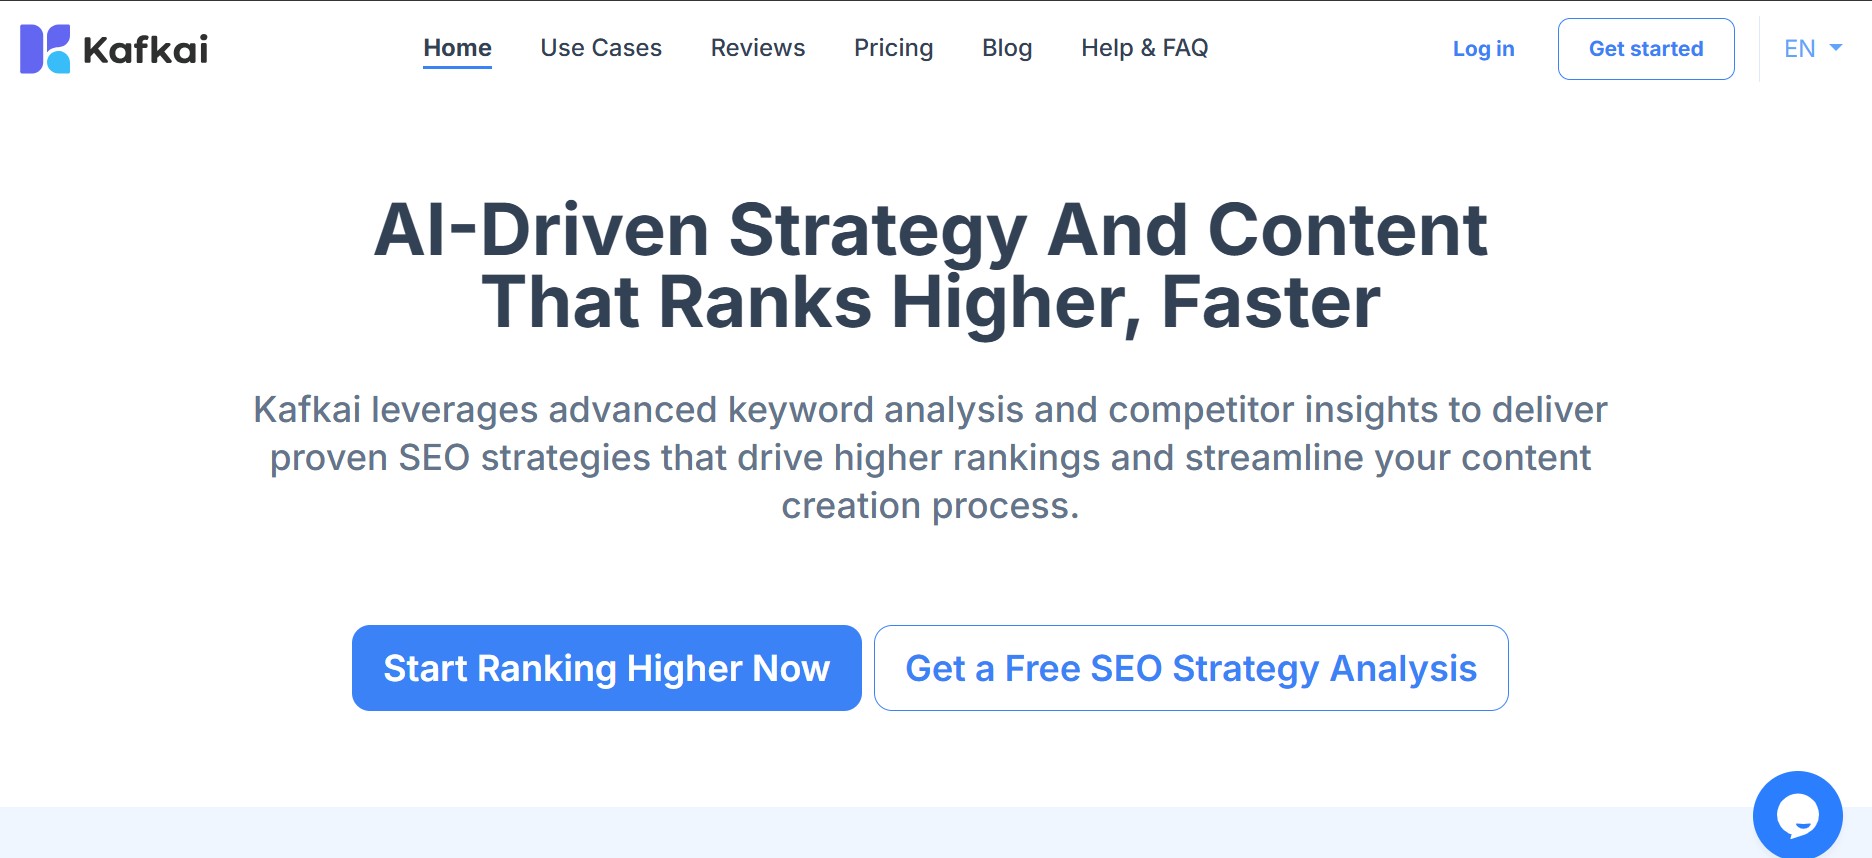 Kafkai
Home
Use Cases
Reviews
Pricing
Blog
Help & FAQ
Log in
Get started
EN
AI-Driven Strategy And Content
That Ranks Higher, Faster
Kafkai leverages advanced keyword analysis and competitor insights to deliver
proven SEO strategies that drive higher rankings and streamline your content
creation process.
Start Ranking Higher Now
Get a Free SEO Strategy Analysis